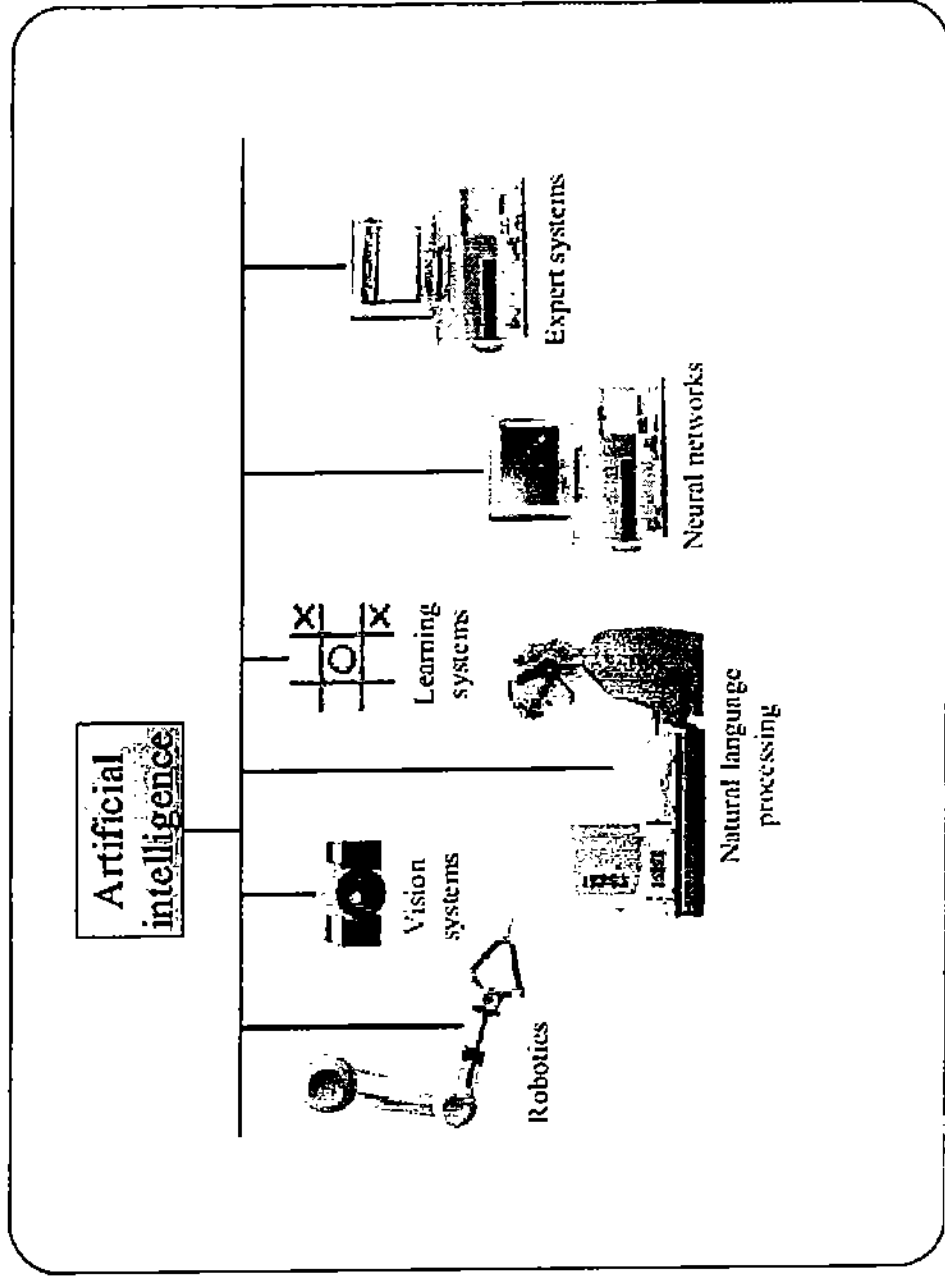 Artificial
intelligence
Robotics
Vision
systems
Natural language
processing
Learning
systems
X
O
X
Neural networks
Expert systems